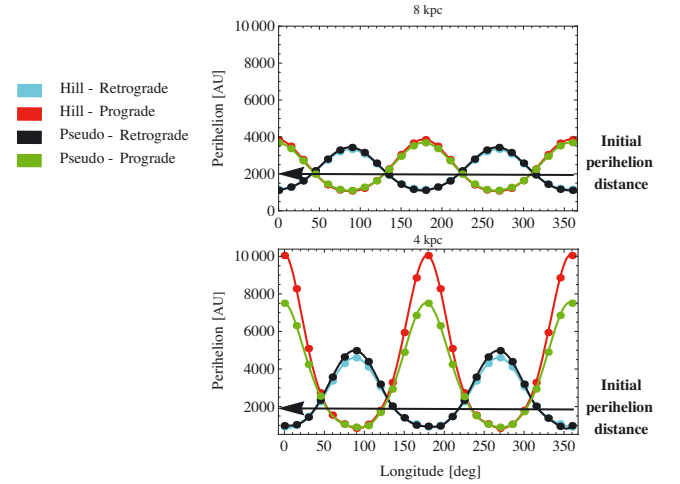 8 kpc
10 000
8000
6000
4000
2000
0
Perihelion [AU]
0 50 100 150 200 250 300 350
Hill - Retrograde
Hill - Prograde
Pseudo - Retrograde
Pseudo - Prograde
Initial
perihelion
distance
4 kpc
10 000
8000
6000
4000
2000
Perihelion [AU]
0 50 100 150 200 250 300 350
Longitude [deg]
Initial
perihelion
distance